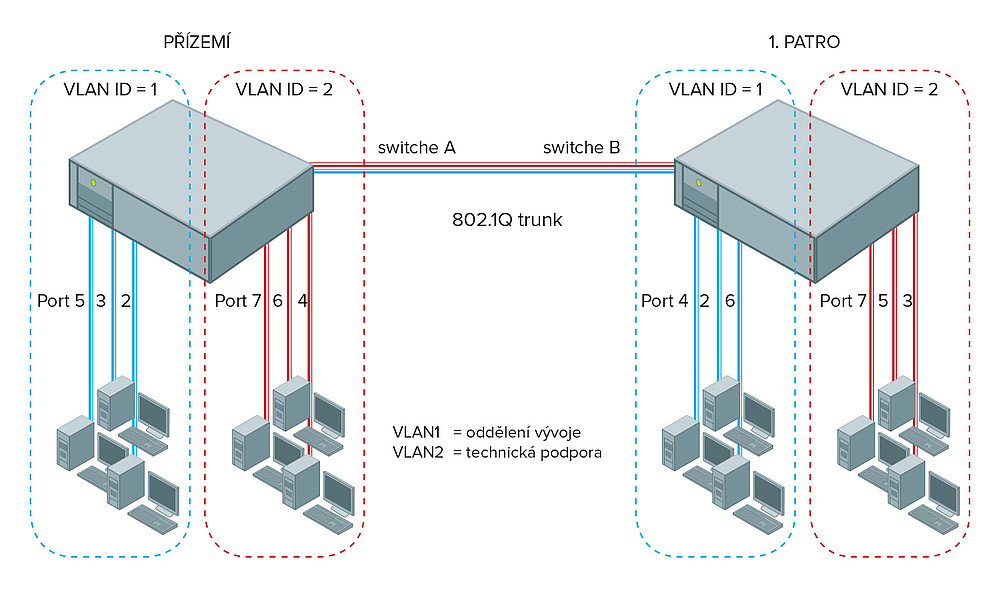 PŘÍZEMÍ
1. PATRO
VLAN ID = 1
VLAN ID = 2
VLAN ID = 1
VLAN ID = 2
switche A
switche B
802.1Q trunk
Port 5 3 2
Port 7 6 4
Port 4 2 6
Port 7 5 3
VLAN1 = oddělení vývoje
VLAN2 = technická podpora